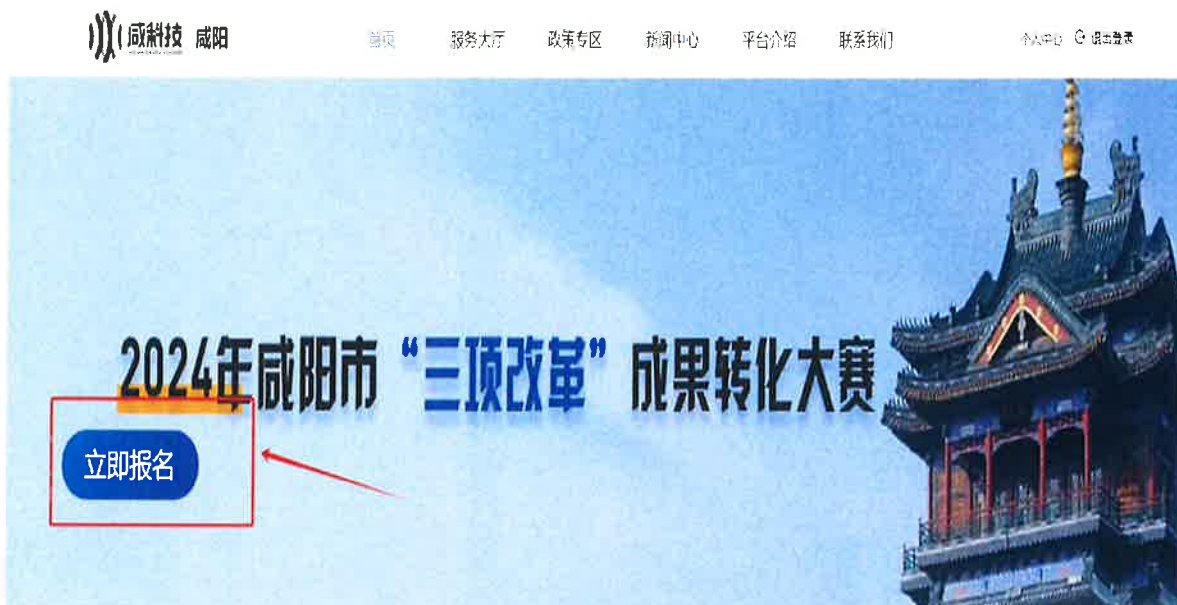 咸科技 咸阳
首页 服务大厅 政策专区 新闻中心 平台介绍 联系我们 个人中心 退出登录
2024年咸阳市“三项改革”成果转化大赛
立即报名